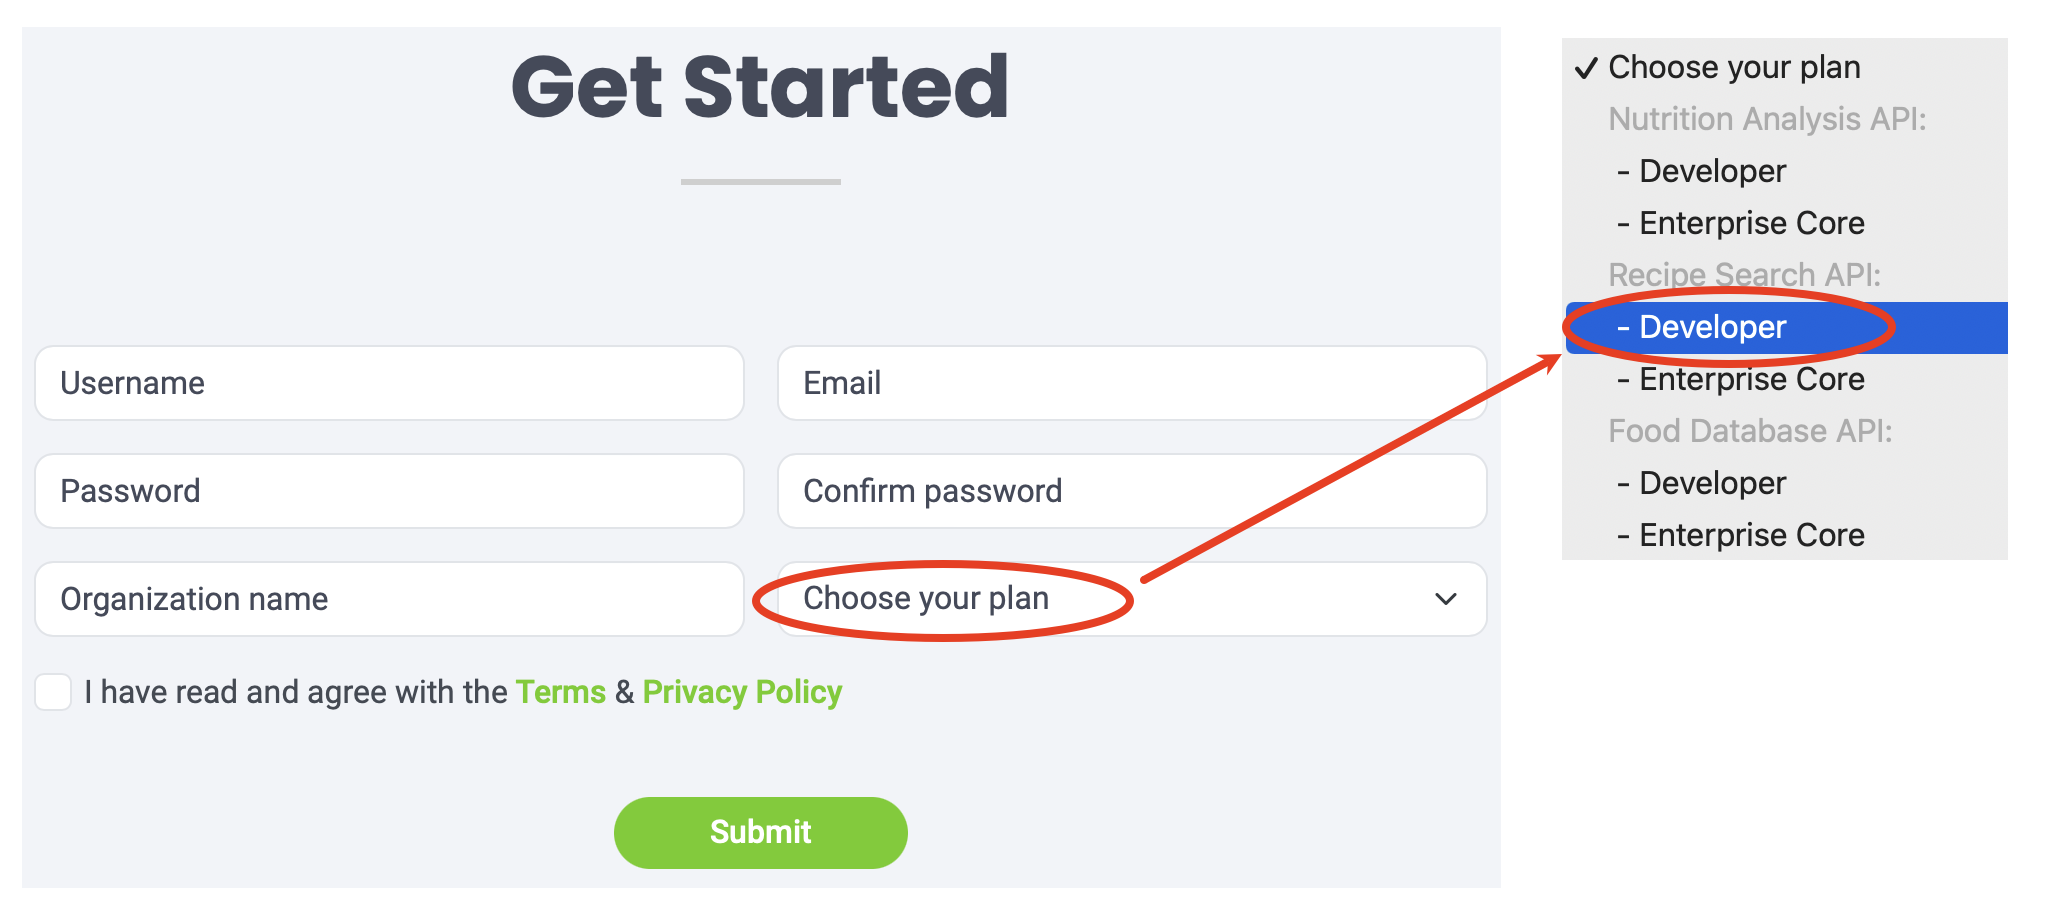 Get Started
Username
Email
Password
Confirm password
Organization name
Choose your plan
I have read and agree with the Terms & Privacy Policy
Submit
✓ Choose your plan
Nutrition Analysis API:
- Developer
- Enterprise Core
Recipe Search API:
- Developer
- Enterprise Core
Food Database API:
- Developer
- Enterprise Core